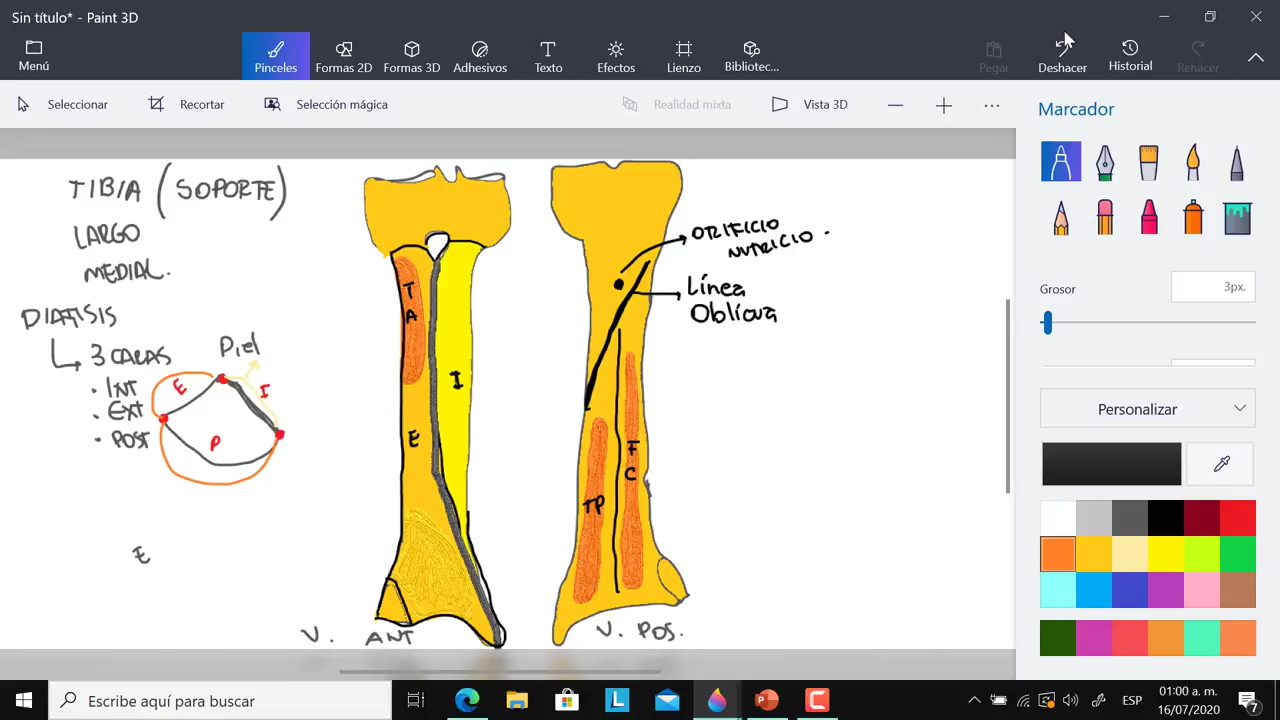 Sin título* - Paint 3D
Menú
Pinceles
Formas 2D
Formas 3D
Adhesivos
Texto
Efectos
Lienzo
Bibliotec...
Pegar
Deshacer
Historial
Rehacer
Seleccionar
Recortar
Selección mágica
Realidad mixta
Vista 3D
Marcador
Grosor
3px.
Personalizar
TIBIA (SOPORTE)
LARGO
MEDIAL.
DIAFISIS
3 CARAS
• INT
• EXT
• POST
Piel
E
I
P
E
T
A
E
I
V. ANT
ORIFICIO
NUTRICIO
Línea
Oblicua
F
C
TP
V. POS.
Escribe aquí para buscar
L
ESP
01:00 a. m.
16/07/2020
7